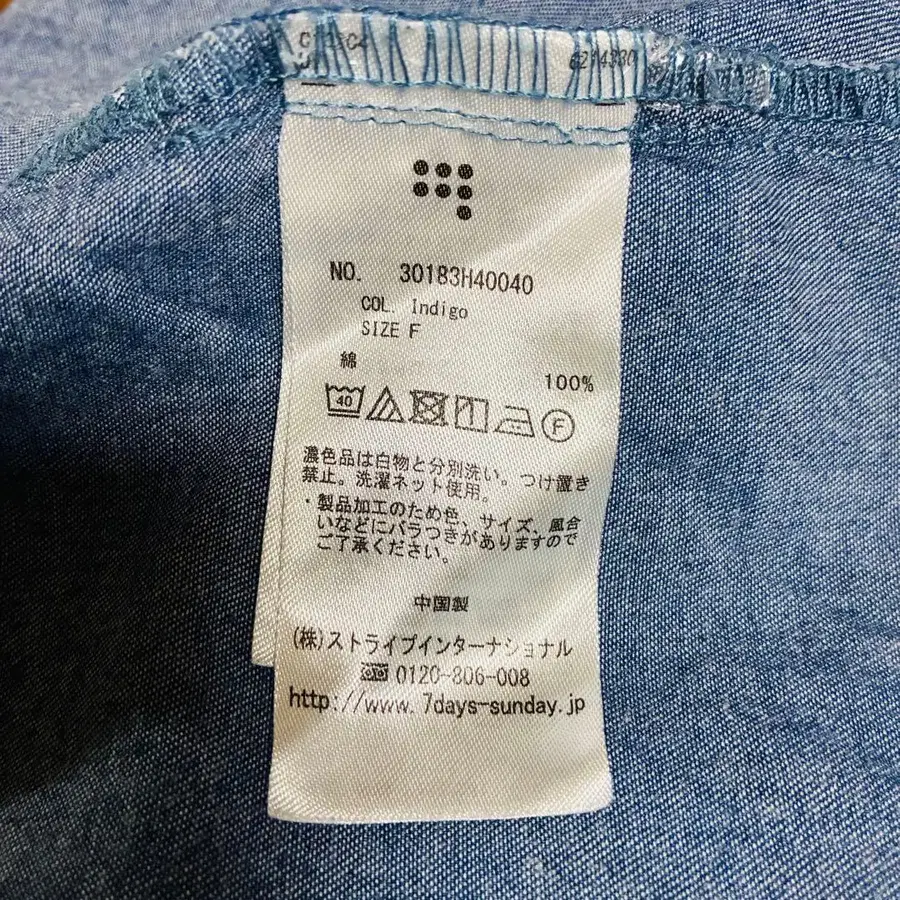 6214330
NO. 30183H40040
COL. Indigo
SIZE F
綿
100%
40
F
濃色品は白物と分別洗い。つけ置き
禁止。洗濯ネット使用。
・製品加工のため色、サイズ、風合
いなどにバラつきがありますので
ご了承ください。
中国製
(株)ストライプインターナショナル
0120-806-008
http://www.7days-sunday.jp